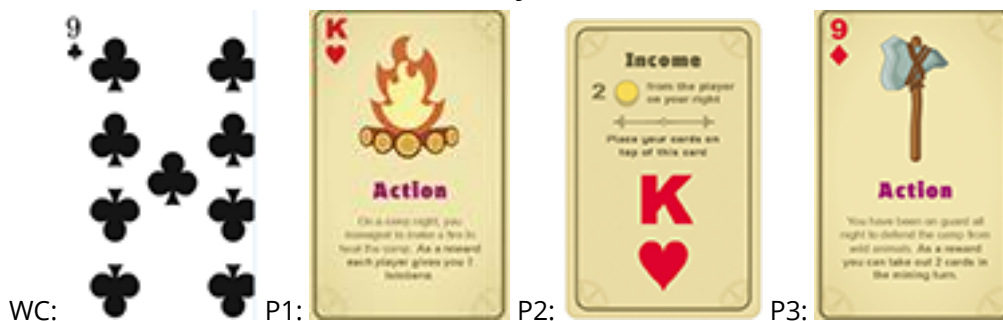 WC:
9
P1:
K
Action
On a night, you
managed to make a fire to
heat the camp. As a reward
each player gives you
P2:
Income
2 from the player
on your right
Place your cards on
top of this card
K
P3:
9
Action
You have been on guard all
night to defend the camp from
wild animals. As a reward
you can take out 2 cards in
the mining turn.